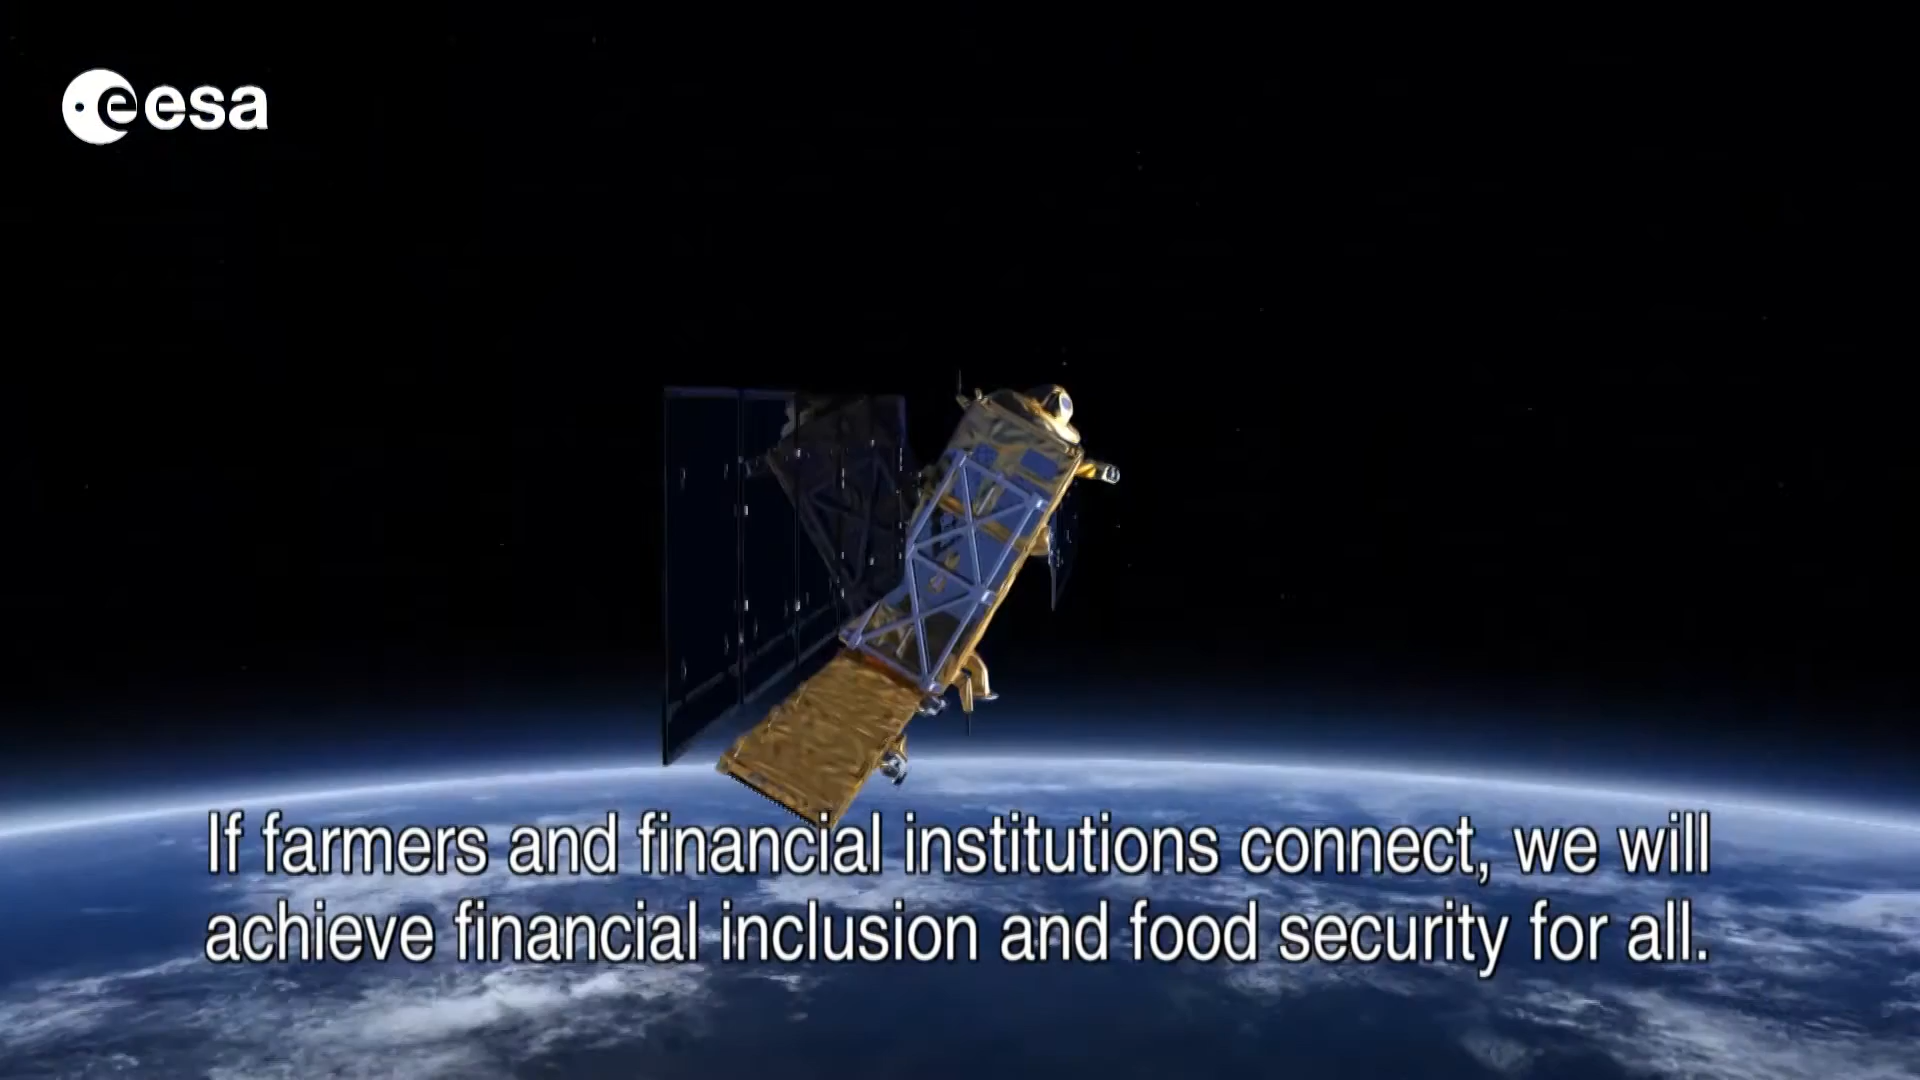 esa
If farmers and financial institutions connect, we will
achieve financial inclusion and food security for all.